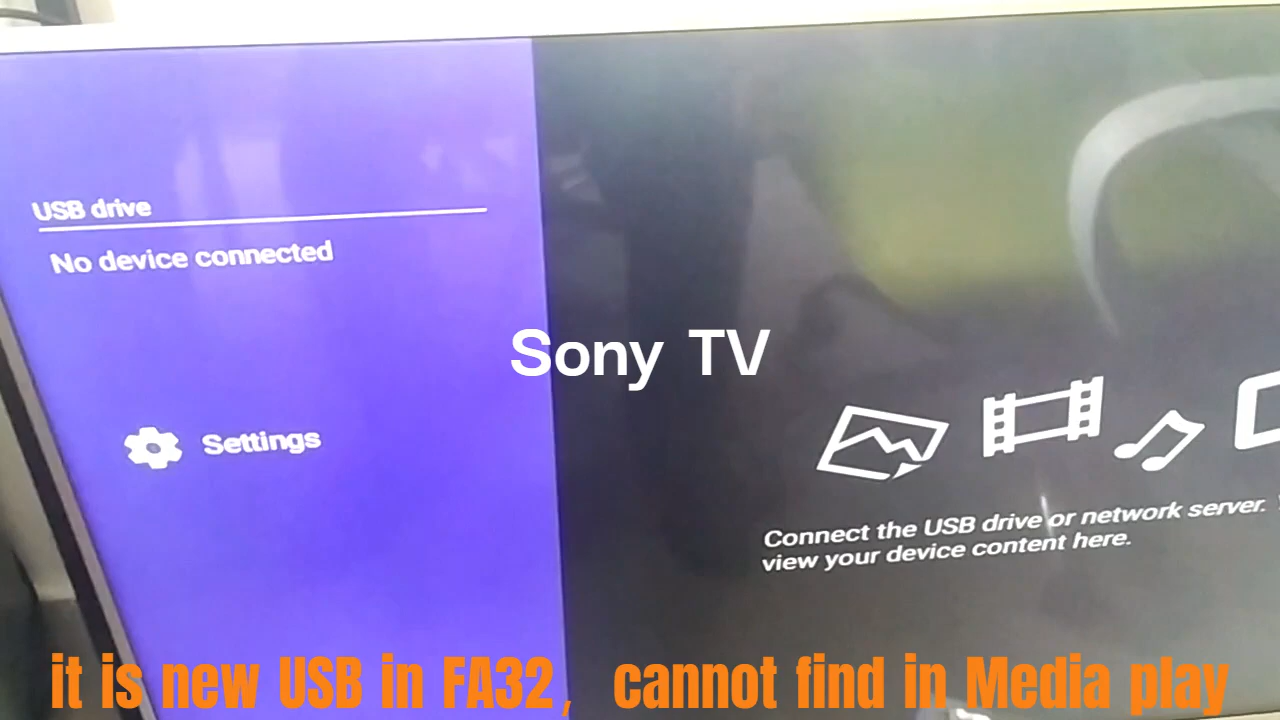 USB drive
No device connected
Sony TV
Settings
Connect the USB drive or network server.
view your device content here.
it is new USB in FA32, cannot find in Media play